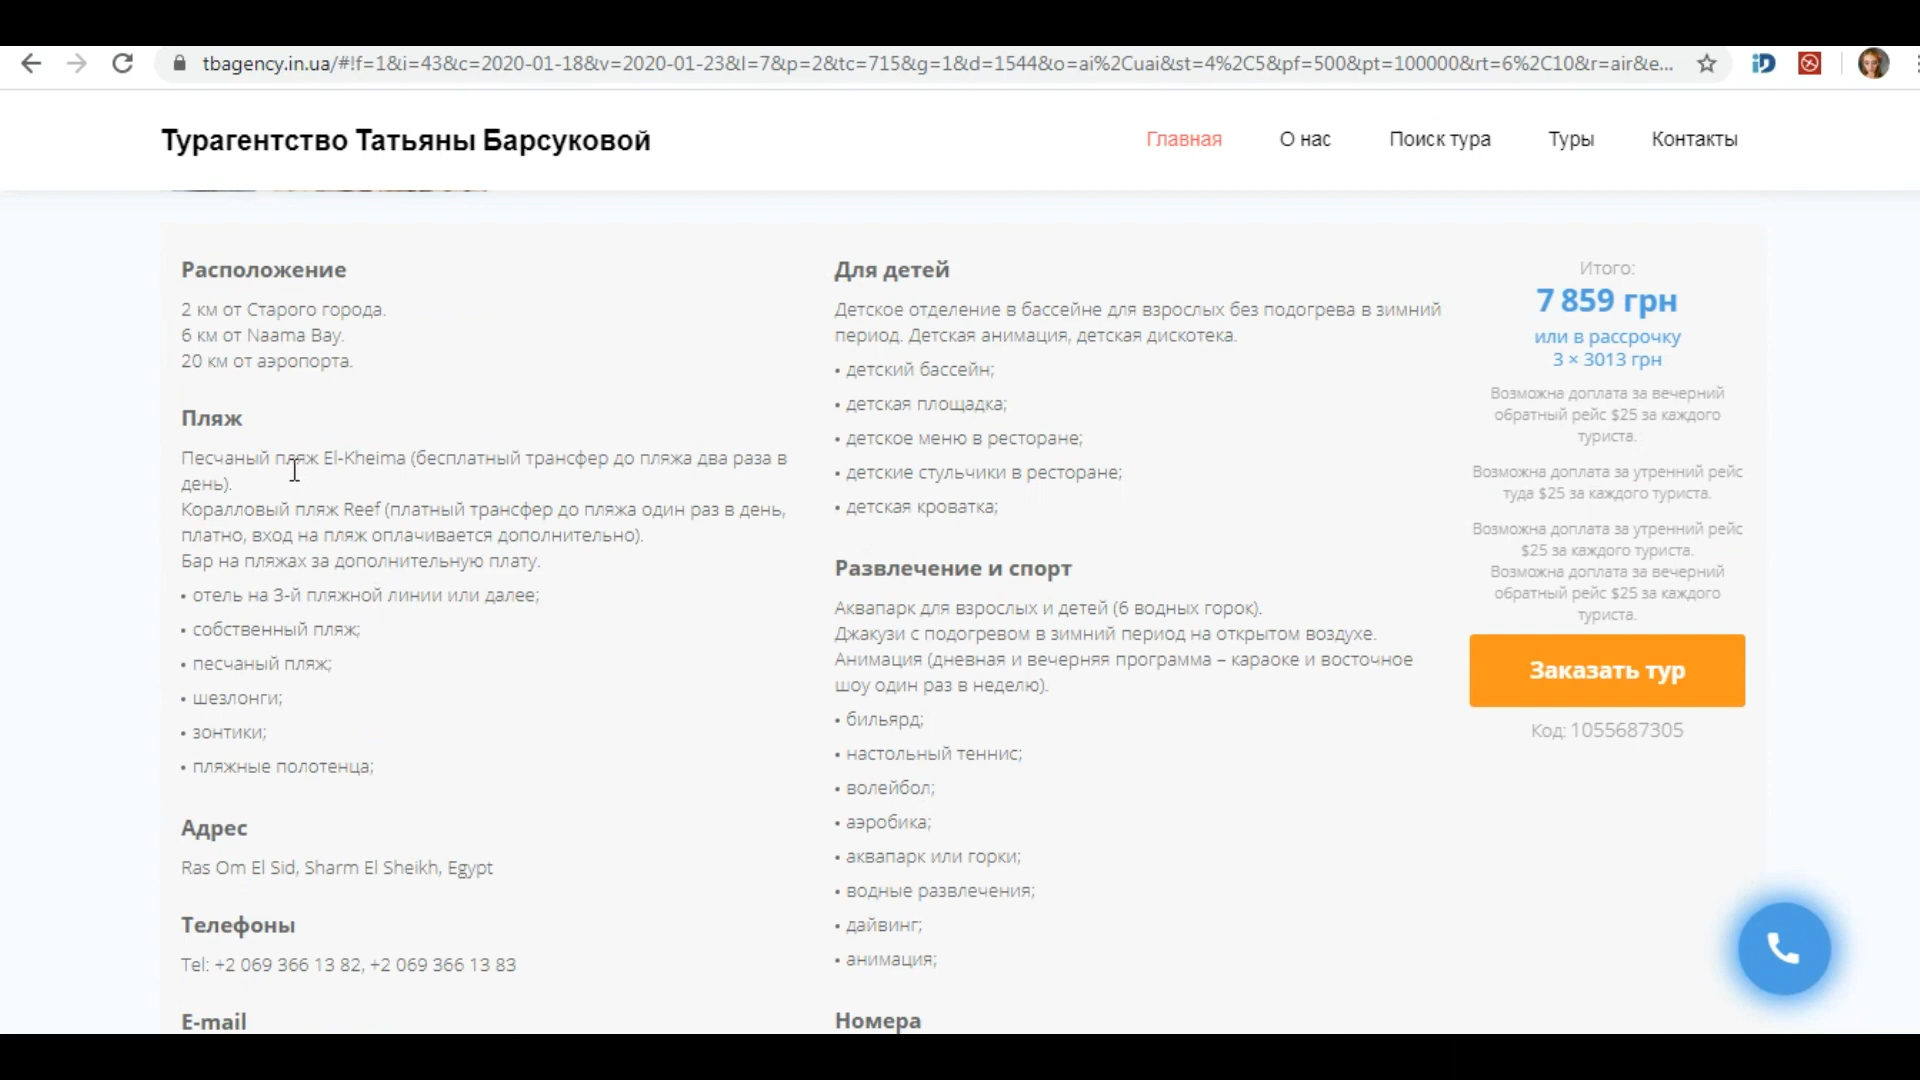 tbagency.in.ua/#!f=1&i=43&c=2020-01-18&v=2020-01-23&l=7&p=2&tc=715&g=1&d=1544&o=ai%2Cuai&st=4%2C5&pf=500&pt=100000&rt=6%2C10&r=air&e...
Турагентство Татьяны Барсуковой
Главная
О нас
Поиск тура
Туры
Контакты
Расположение
2 км от Старого города.
6 км от Naama Bay.
20 км от аэропорта.
Пляж
Песчаный пляж El-Kheima (бесплатный трансфер до пляжа два раза в
день).
Коралловый пляж Reef (платный трансфер до пляжа один раз в день,
платно, вход на пляж оплачивается дополнительно).
Бар на пляжах за дополнительную плату.
• отель на 3-й пляжной линии или далее;
• собственный пляж;
• песчаный пляж;
• шезлонги;
• зонтики;
• пляжные полотенца;
Адрес
Ras Om El Sid, Sharm El Sheikh, Egypt
Телефоны
Tel: +2 069 366 13 82, +2 069 366 13 83
E-mail
Для детей
Детское отделение в бассейне для взрослых без подогрева в зимний
период. Детская анимация, детская дискотека.
• детский бассейн;
• детская площадка;
• детское меню в ресторане;
• детские стульчики в ресторане;
• детская кроватка;
Развлечение и спорт
Аквапарк для взрослых и детей (6 водных горок).
Джакузи с подогревом в зимний период на открытом воздухе.
Анимация (дневная и вечерняя программа – караоке и восточное
шоу один раз в неделю).
• бильярд;
• настольный теннис;
• волейбол;
• аэробика;
• аквапарк или горки;
• водные развлечения;
• дайвинг;
• анимация;
Номера
Итого:
7 859 грн
или в рассрочку
3 × 3013 грн
Возможна доплата за вечерний
обратный рейс $25 за каждого
туриста.
Возможна доплата за утренний рейс
туда $25 за каждого туриста.
Возможна доплата за утренний рейс
$25 за каждого туриста.
Возможна доплата за вечерний
обратный рейс $25 за каждого
туриста.
Заказать тур
Код: 1055687305